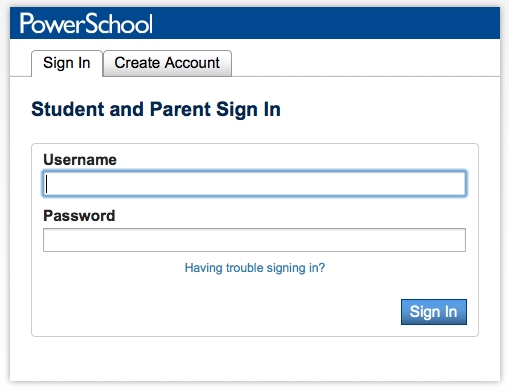 PowerSchool
Sign In Create Account
Student and Parent Sign In
Username
Password
Having trouble signing in?
Sign In